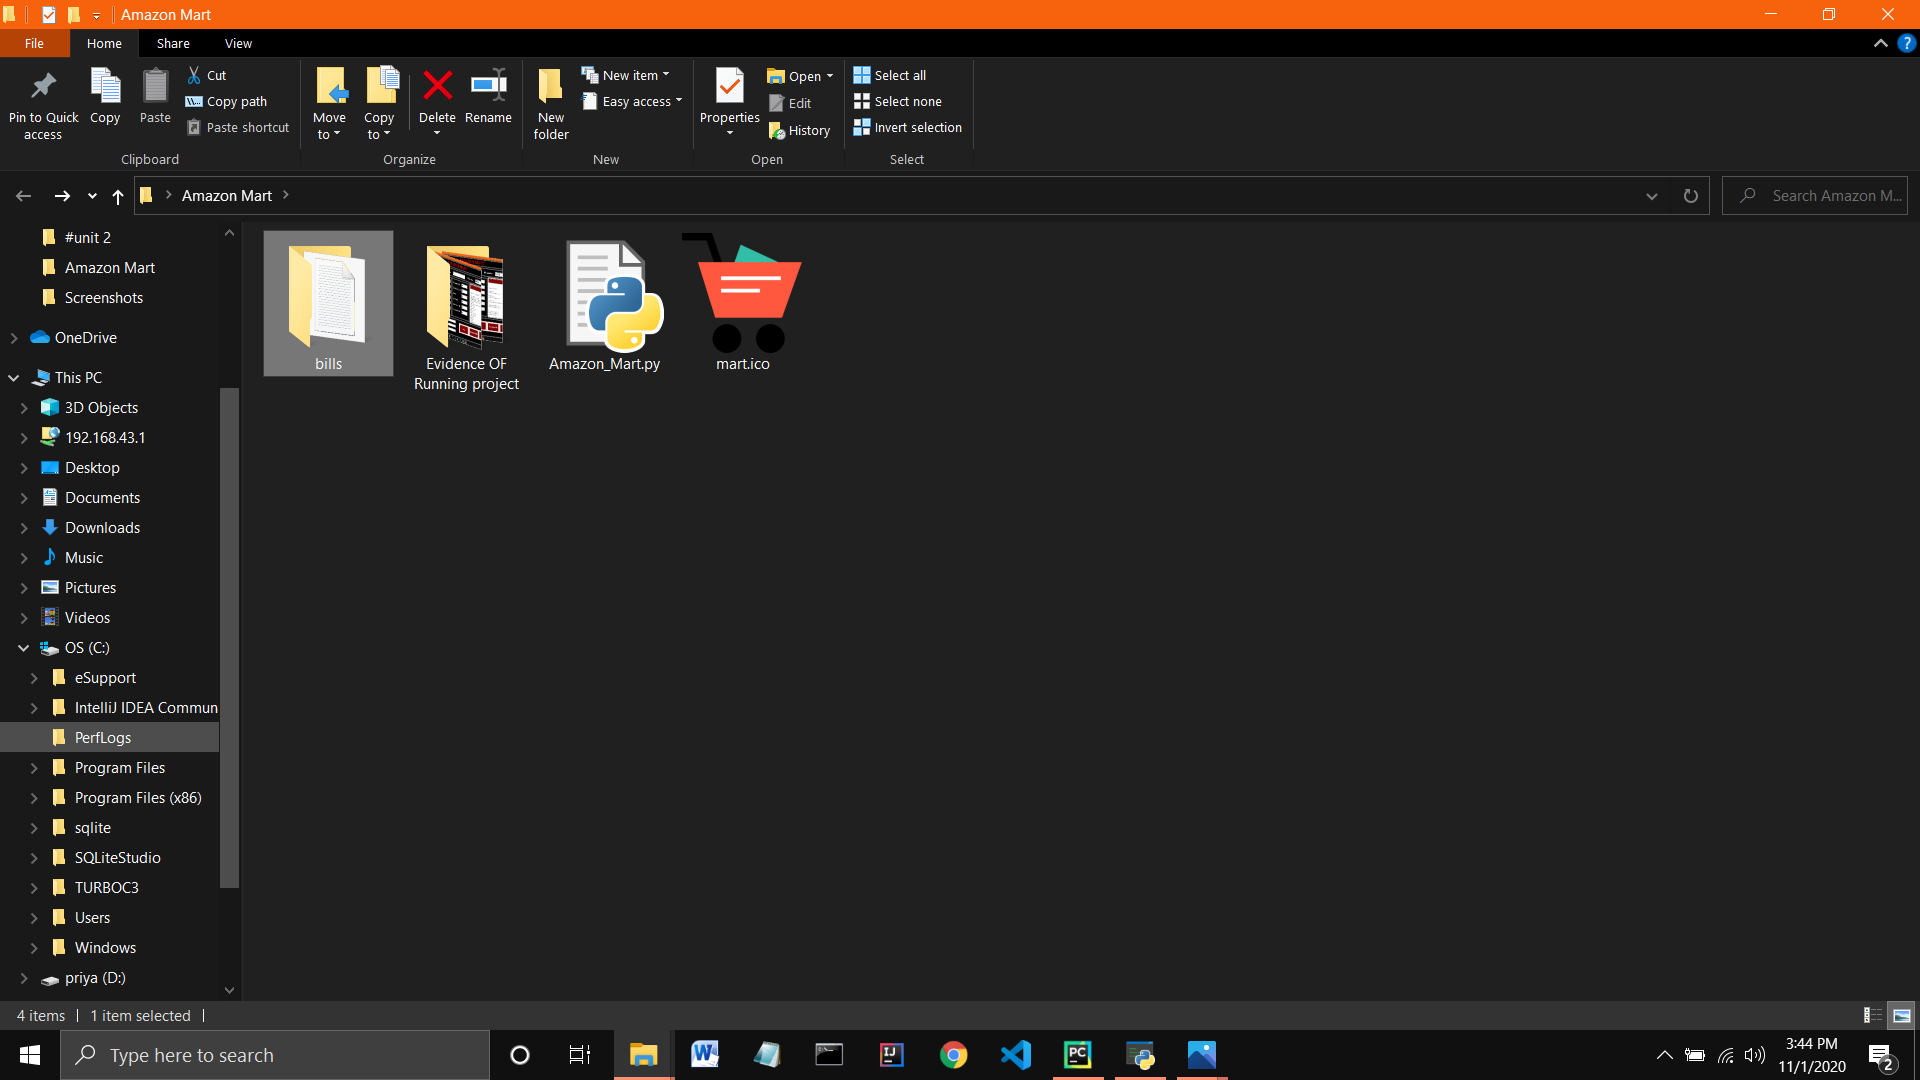 Amazon Mart
File Home Share View
Pin to Quick access
Copy
Paste
Cut
Copy path
Paste shortcut
Clipboard
Move to
Copy to
Delete
Rename
Organize
New folder
New item
Easy access
New
Properties
Open
Edit
History
Open
Select all
Select none
Invert selection
Select
Amazon Mart
Search Amazon M...
#unit 2
Amazon Mart
Screenshots
OneDrive
This PC
3D Objects
192.168.43.1
Desktop
Documents
Downloads
Music
Pictures
Videos
OS (C:)
eSupport
IntelliJ IDEA Commun
PerfLogs
Program Files
Program Files (x86)
sqlite
SQLiteStudio
TURBOC3
Users
Windows
priya (D:)
bills
Evidence OF
Running project
Amazon_Mart.py
mart.ico
4 items
1 item selected
Type here to search
3:44 PM
11/1/2020
2